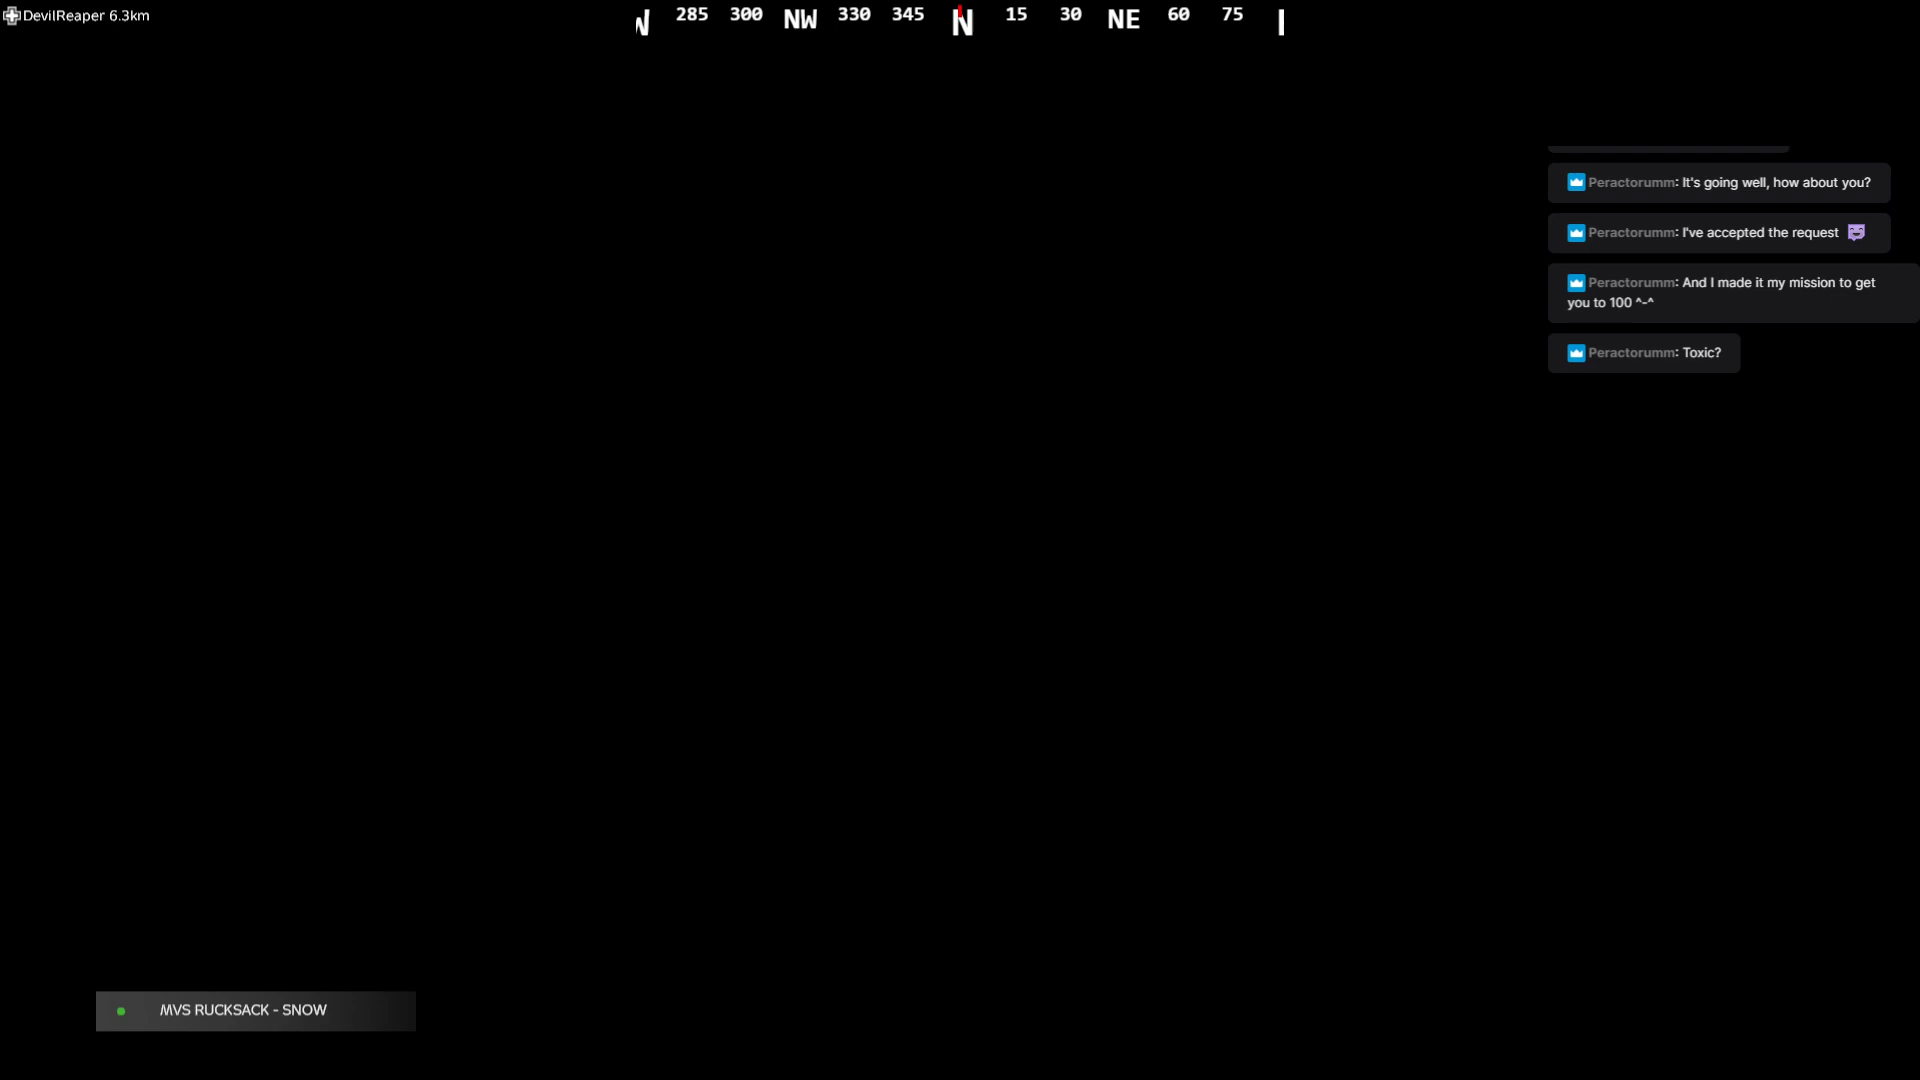 DevilReaper 6.3km
285 300 NW 330 345 N 15 30 NE 60 75
Peractorumm: It's going well, how about you?
Peractorumm: I've accepted the request
Peractorumm: And I made it my mission to get
you to 100 ^-^
Peractorumm: Toxic?
MVS RUCKSACK - SNOW